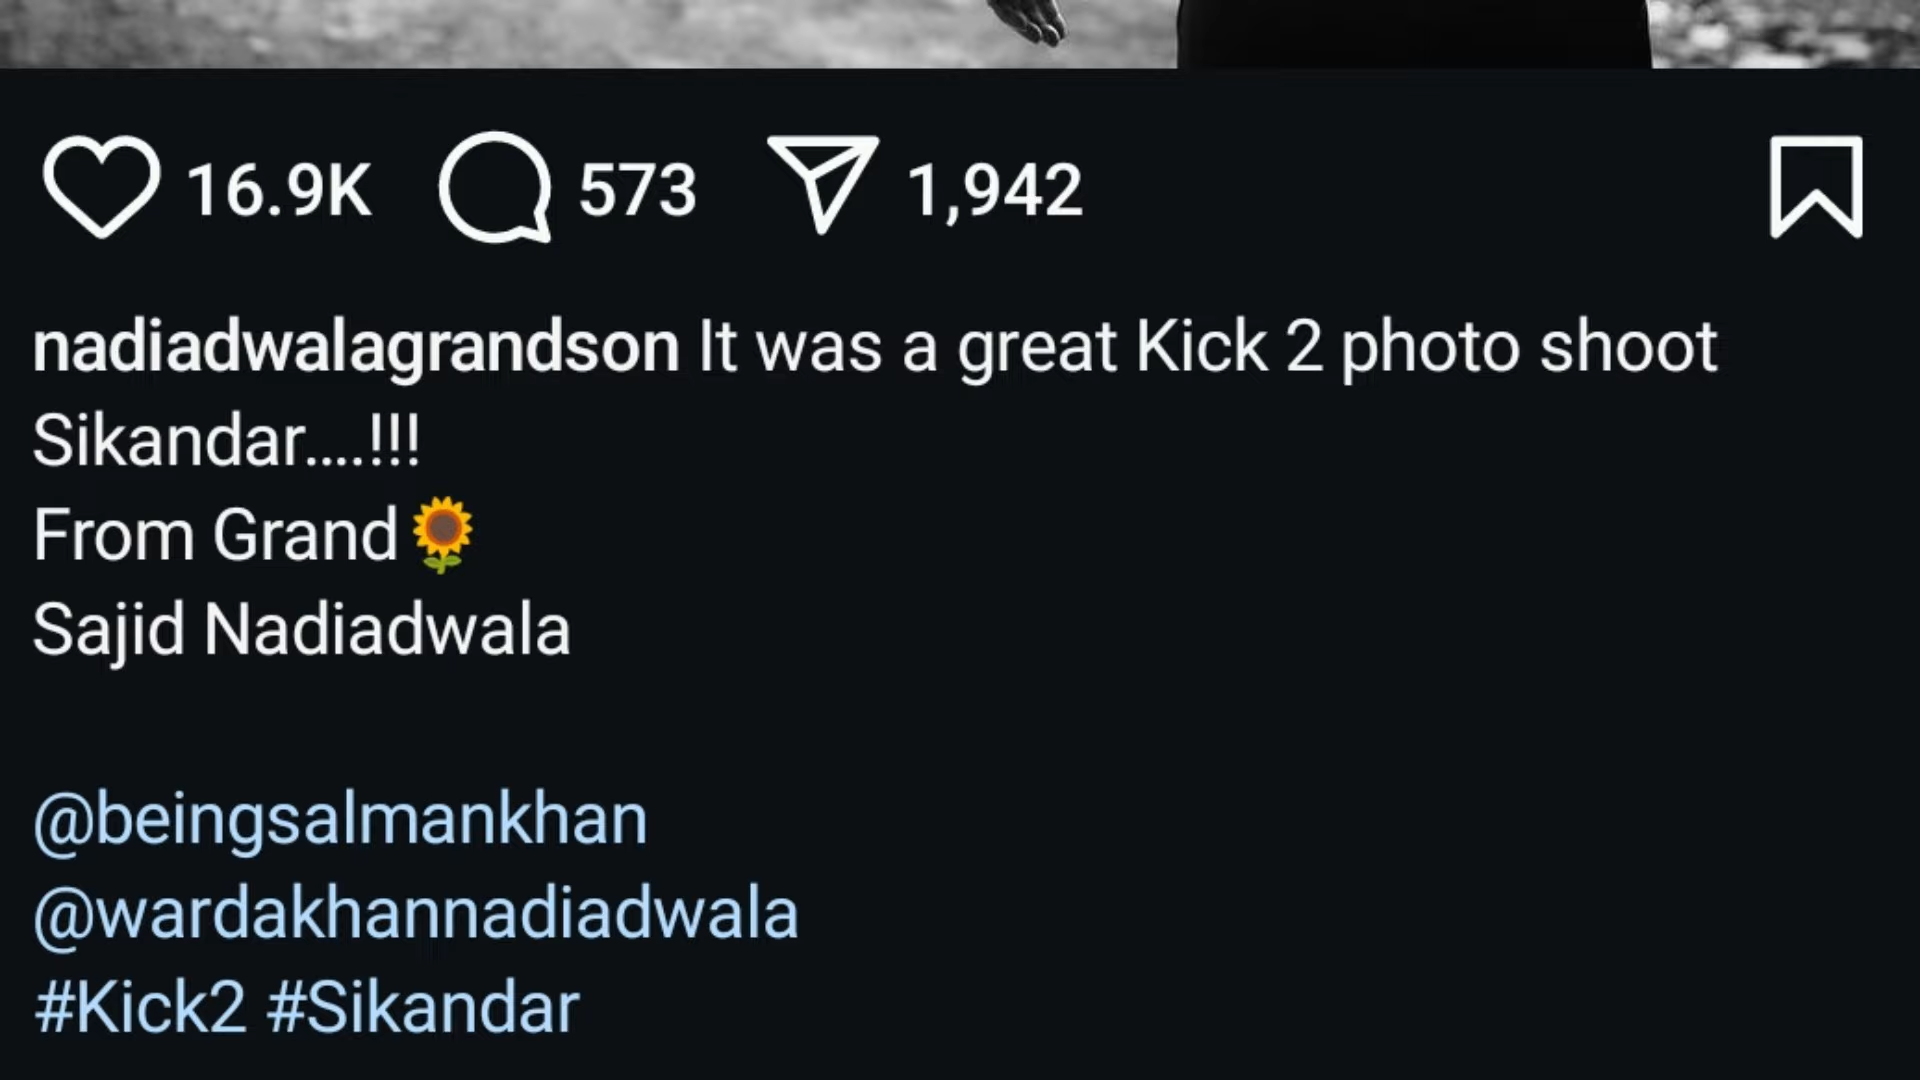 16.9K 573 1,942
nadiadwalagrandson It was a great Kick 2 photo shoot
Sikandar....!!!
From Grand🌻
Sajid Nadiadwala
@beingsalmankhan
@wardakhannadiadwala
#Kick2 #Sikandar